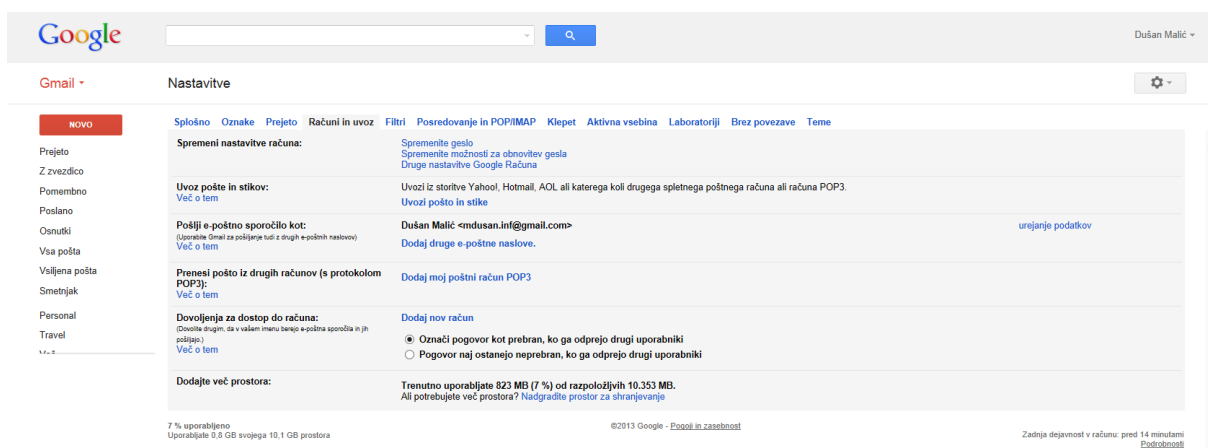 Google
Dušan Malić
Gmail
Nastavitve
NOVO
Prejeto
Z zvezdico
Pomembno
Poslano
Osnutki
Vsa pošta
Vsiljena pošta
Smetnjak
Personal
Travel
Splošno Oznake Prejeto Računi in uvoz Filtri Posredovanje in POP/IMAP Klepet Aktivna vsebina Laboratoriji Brez povezave Teme
Spremeni nastavitve računa:
Spremenite geslo
Spremenite možnosti za obnovitev gesla
Druge nastavitve Google Računa
Uvoz pošte in stikov:
Več o tem
Uvozi iz storitve Yahoo!, Hotmail, AOL ali katerega koli drugega spletnega poštnega računa ali računa POP3.
Uvozi pošto in stike
Pošlji e-poštno sporočilo kot:
(Uporabite Gmail za pošiljanje tudi z drugih e-poštnih naslovov)
Več o tem
Dušan Malić <mdusan.inf@gmail.com>
urejanje podatkov
Dodaj druge e-poštne naslove.
Prenesi pošto iz drugih računov (s protokolom
POP3):
Več o tem
Dodaj moj poštni račun POP3
Dovoljenja za dostop do računa:
(Dovolite drugim, da v vašem imenu berejo e-poštna sporočila in jih
pošiljajo.)
Več o tem
Dodaj nov račun
Označi pogovor kot prebran, ko ga odprejo drugi uporabniki
Pogovor naj ostanejo neprebran, ko ga odprejo drugi uporabniki
Dodajte več prostora:
Trenutno uporabljate 823 MB (7 %) od razpoložljivih 10.353 MB.
Ali potrebujete več prostora? Nadgradite prostor za shranjevanje
7 % uporabljeno
Uporabljate 0,8 GB svojega 10,1 GB prostora
©2013 Google - Pogoji in zasebnost
Zadnja dejavnost v računu: pred 14 minutami
Podrobnosti